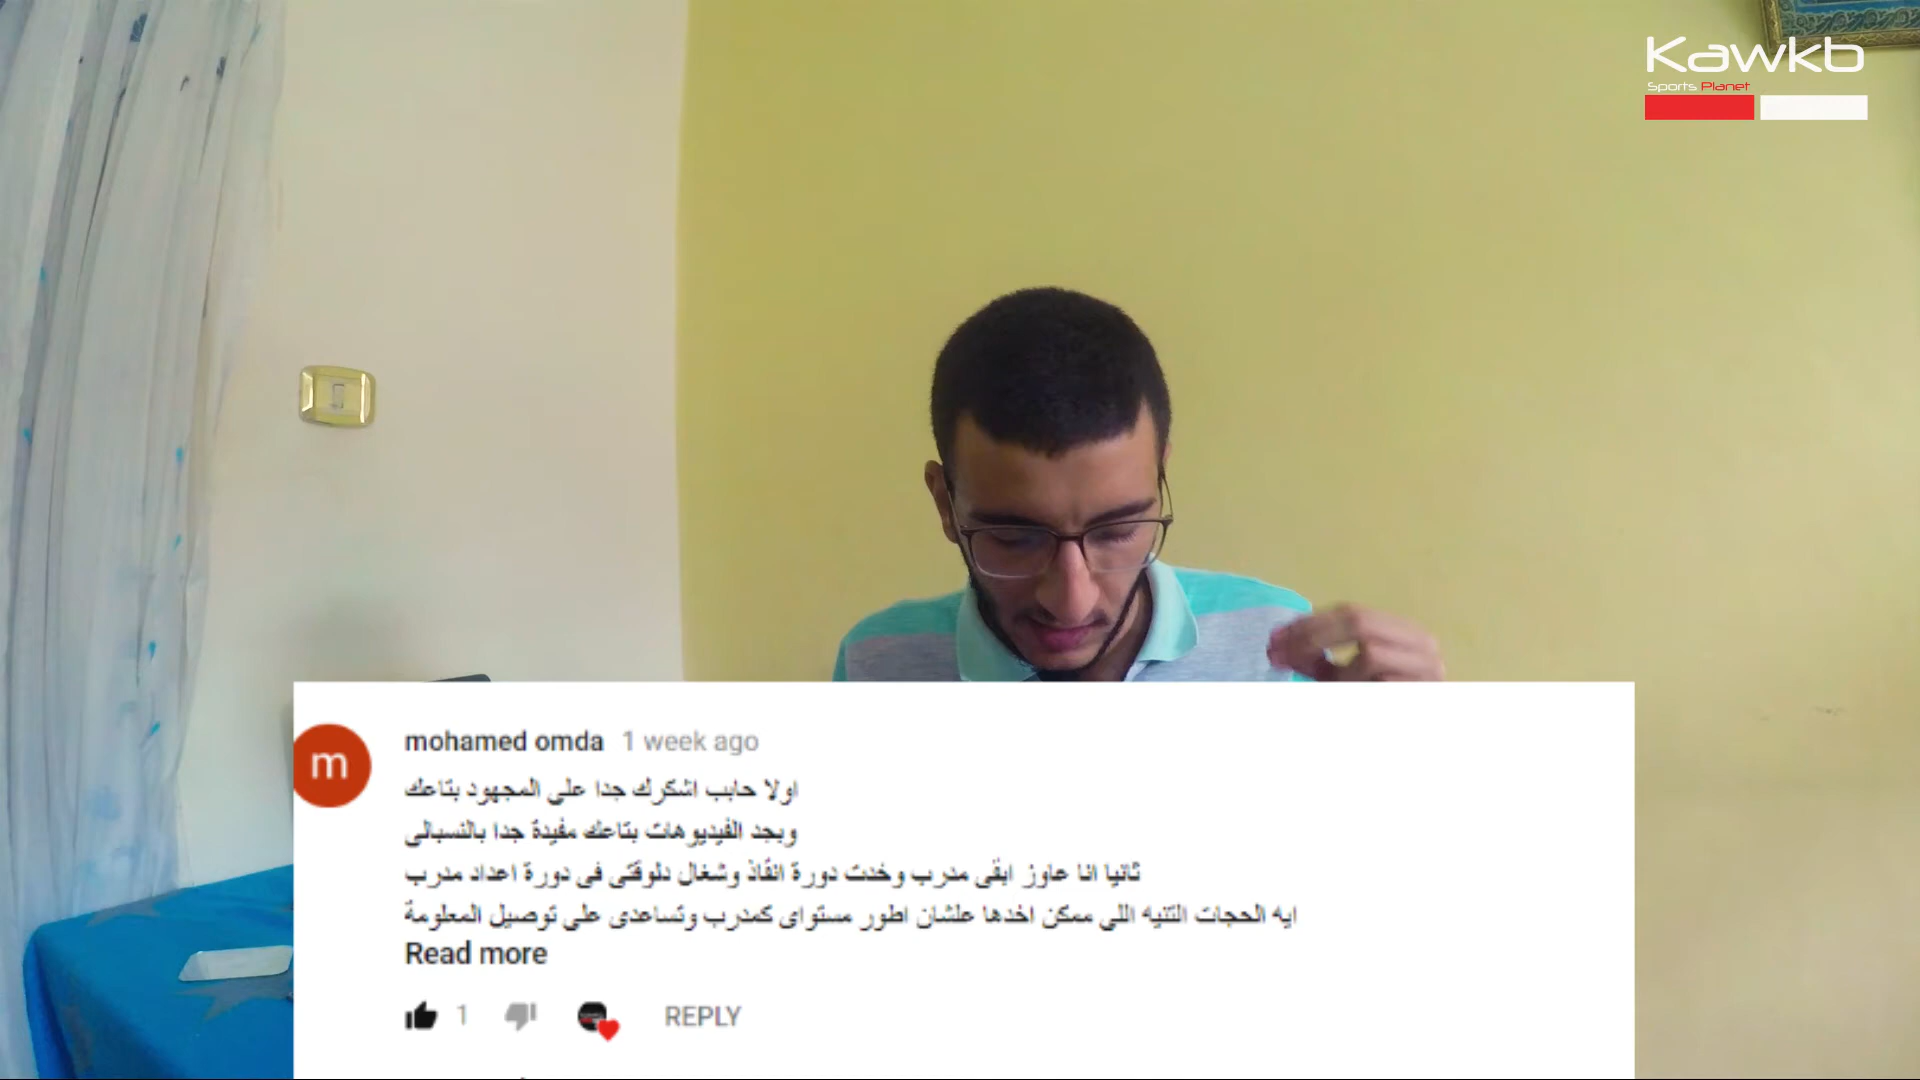 Kawkb
Sports Planet
m
mohamed omda 1 week ago
اولا حابب اشكرك جدا على المجهود بتاعك
وبجد الفيديوهات بتاعك مفيدة جدا بالنسبالى
ثانيا انا عاوز ابقى مدرب وخدت دورة انقاذ وشغال دلوقتى فى دورة اعداد مدرب
ايه الحجات التنيه اللى ممكن اخدها علشان اطور مستواى كمدرب وتساعدى على توصيل المعلومة
Read more
1 REPLY